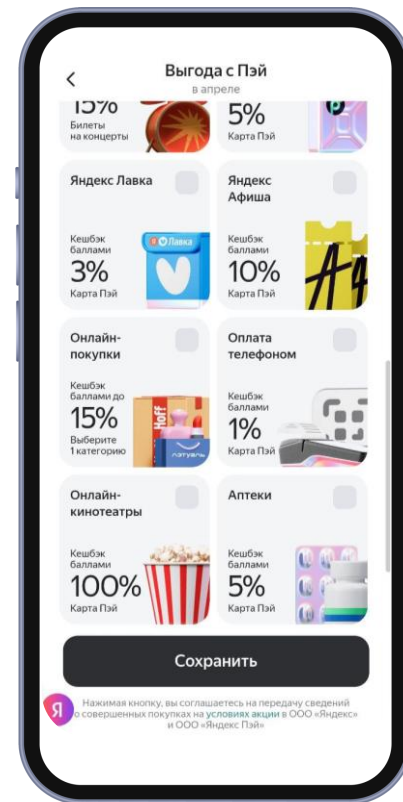 Выгода с Пэй
в апреле
15%
Билеты
на концерты
5%
Карта Пэй
Яндекс Лавка
Кешбэк
баллами
3%
Карта Пэй
Лавка
Яндекс
Афиша
Кешбэк
баллами
10%
Карта Пэй
Онлайн-
покупки
Кешбэк
баллами до
15%
Выберите
1 категорию
Hoff
ЛЭТУАЛЬ
Оплата
телефоном
Кешбэк
баллами
1%
Карта Пэй
Онлайн-
кинотеатры
Кешбэк
баллами
100%
Карта Пэй
Аптеки
Кешбэк
баллами
5%
Карта Пэй
Сохранить
Я
Нажимая кнопку, вы соглашаетесь на передачу сведений
о совершенных покупках на условиях акции в ООО «Яндекс»
и ООО «Яндекс Пэй»